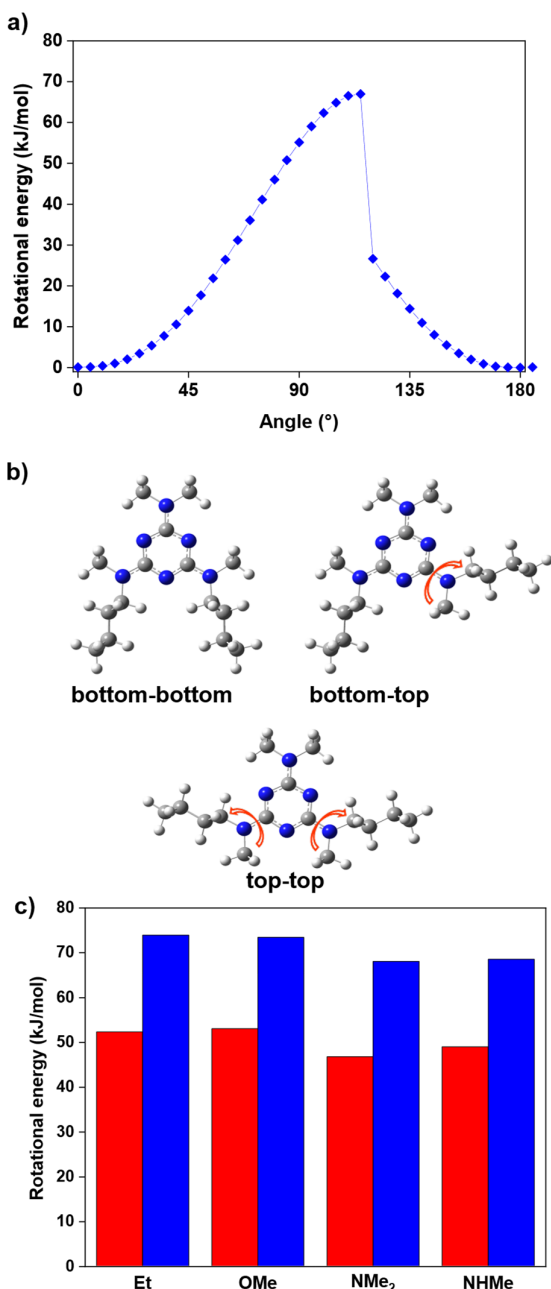 a)
80
70
60
50
40
30
20
10
0
Rotational energy (kJ/mol)
0 45 90 135 180
Angle (°)
b)
bottom-bottom bottom-top
top-top
c)
80
70
60
50
40
30
20
10
0
Rotational energy (kJ/mol)
Et OMe NMe₂ NHMe